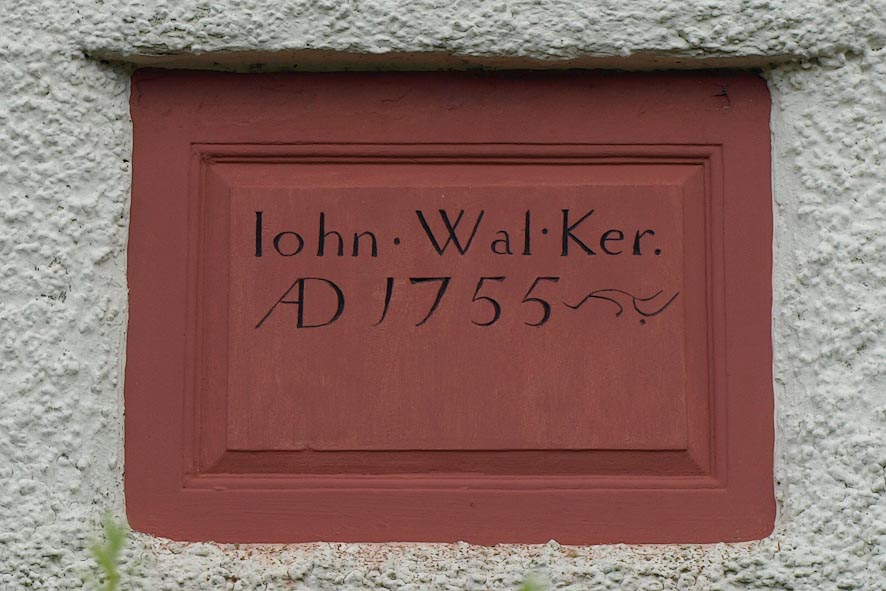 Iohn · Wal·Ker.
AD 1755